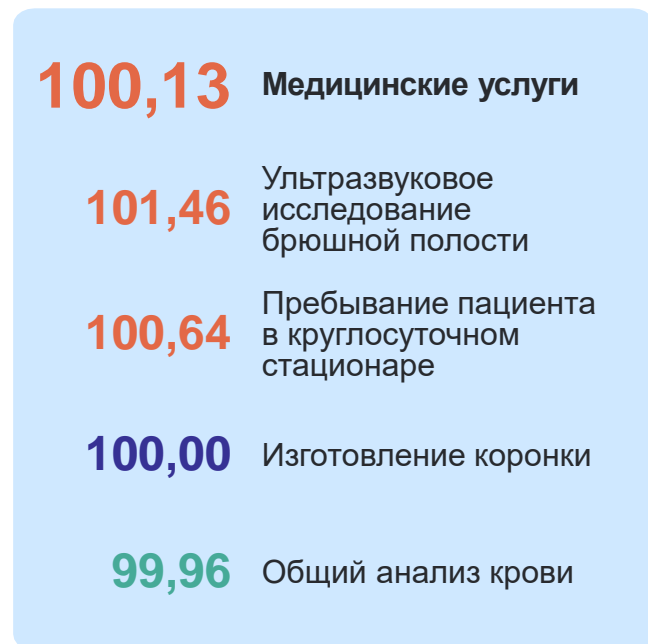 100,13 Медицинские услуги
101,46 Ультразвуковое
исследование
брюшной полости
100,64 Пребывание пациента
в круглосуточном
стационаре
100,00 Изготовление коронки
99,96 Общий анализ крови